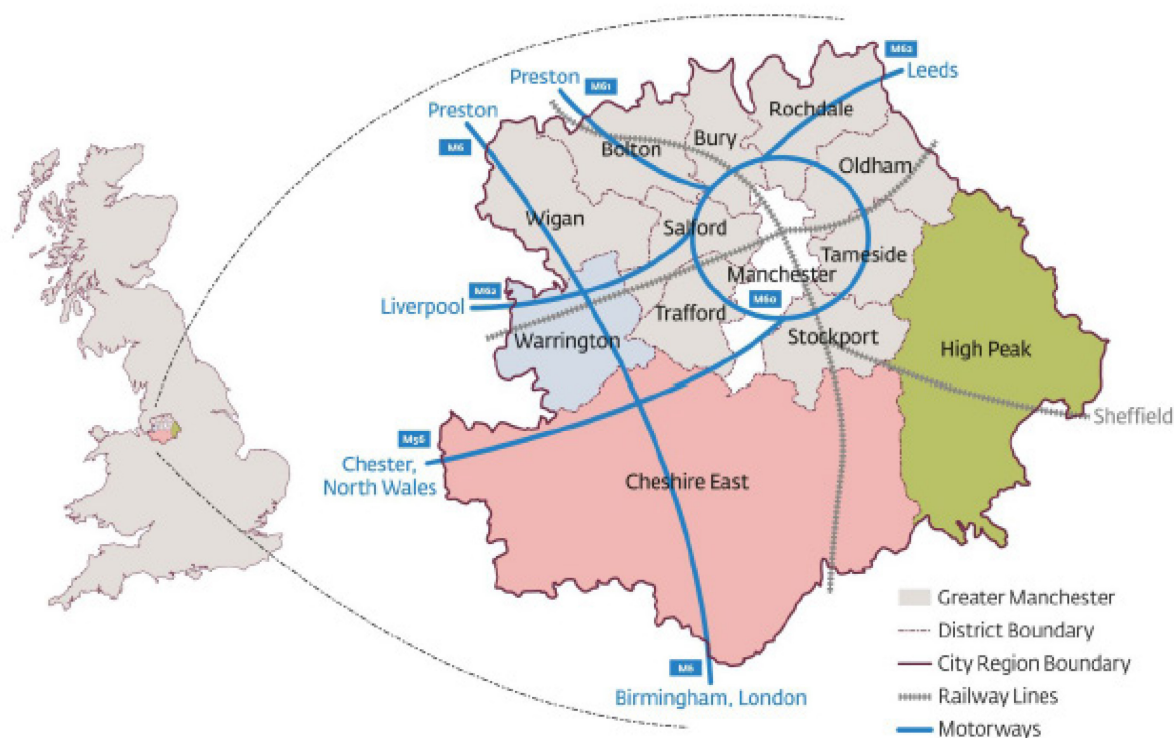 M62
Leeds
Preston
M61
Preston
M6
Rochdale
Bury
Bolton
Oldham
Wigan
Salford
Tameside
Manchester
M62
Liverpool
M60
Trafford
Warrington
Stockport
High Peak
Sheffield
M56
Chester,
North Wales
Cheshire East
M6
Birmingham, London
Greater Manchester
District Boundary
City Region Boundary
Railway Lines
Motorways